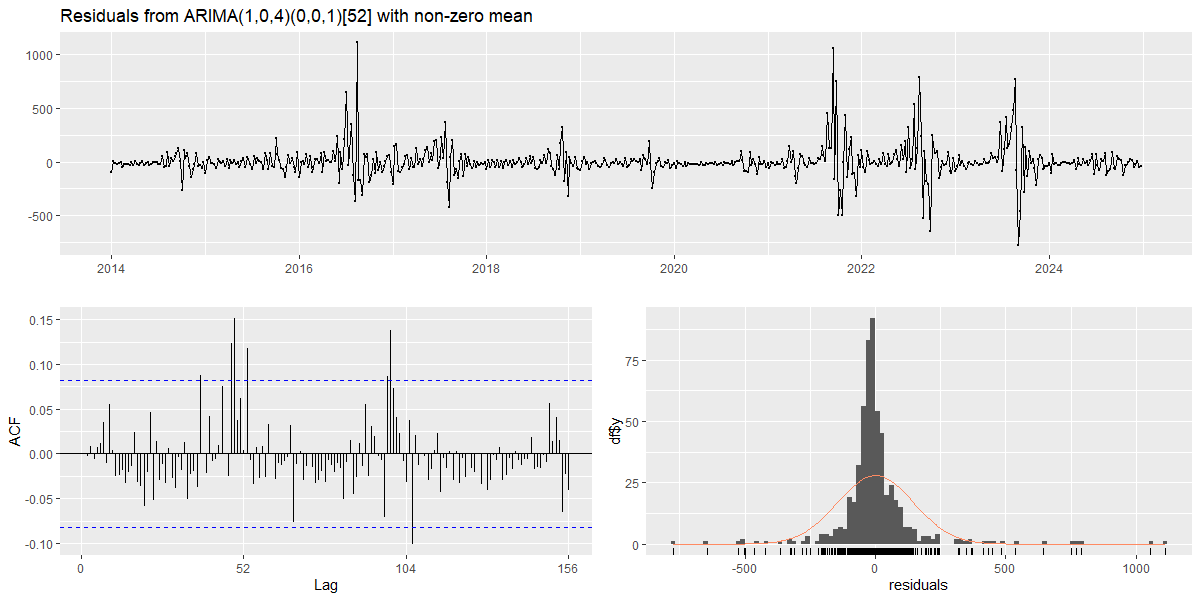 Residuals from ARIMA(1,0,4)(0,0,1)[52] with non-zero mean
1000
500
0
-500
2014 2016 2018 2020 2022 2024
ACF
0.15
0.10
0.05
0.00
-0.05
-0.10
0 52 104 156
Lag
df$y
75
50
25
0
-500 0 500 1000
residuals